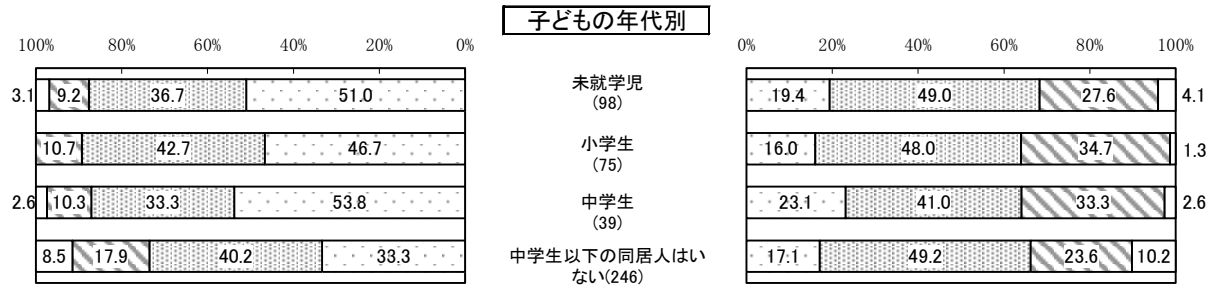 子どもの年代別
100% 80% 60% 40% 20% 0% 0% 20% 40% 60% 80% 100%
3.1 9.2 36.7 51.0 未就学児 19.4 49.0 27.6 4.1
(98)
10.7 42.7 46.7 小学生 16.0 48.0 34.7 1.3
(75)
2.6 10.3 33.3 53.8 中学生 23.1 41.0 33.3 2.6
(39)
8.5 17.9 40.2 33.3 中学生以下の同居人はい 17.1 49.2 23.6 10.2
ない(246)